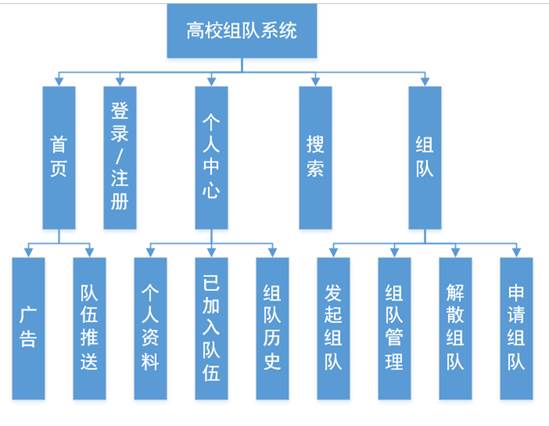 高校组队系统
首页
登录/注册
个人中心
搜索
组队
广告
队伍推送
个人资料
已加入队伍
组队历史
发起组队
组队管理
解散组队
申请组队